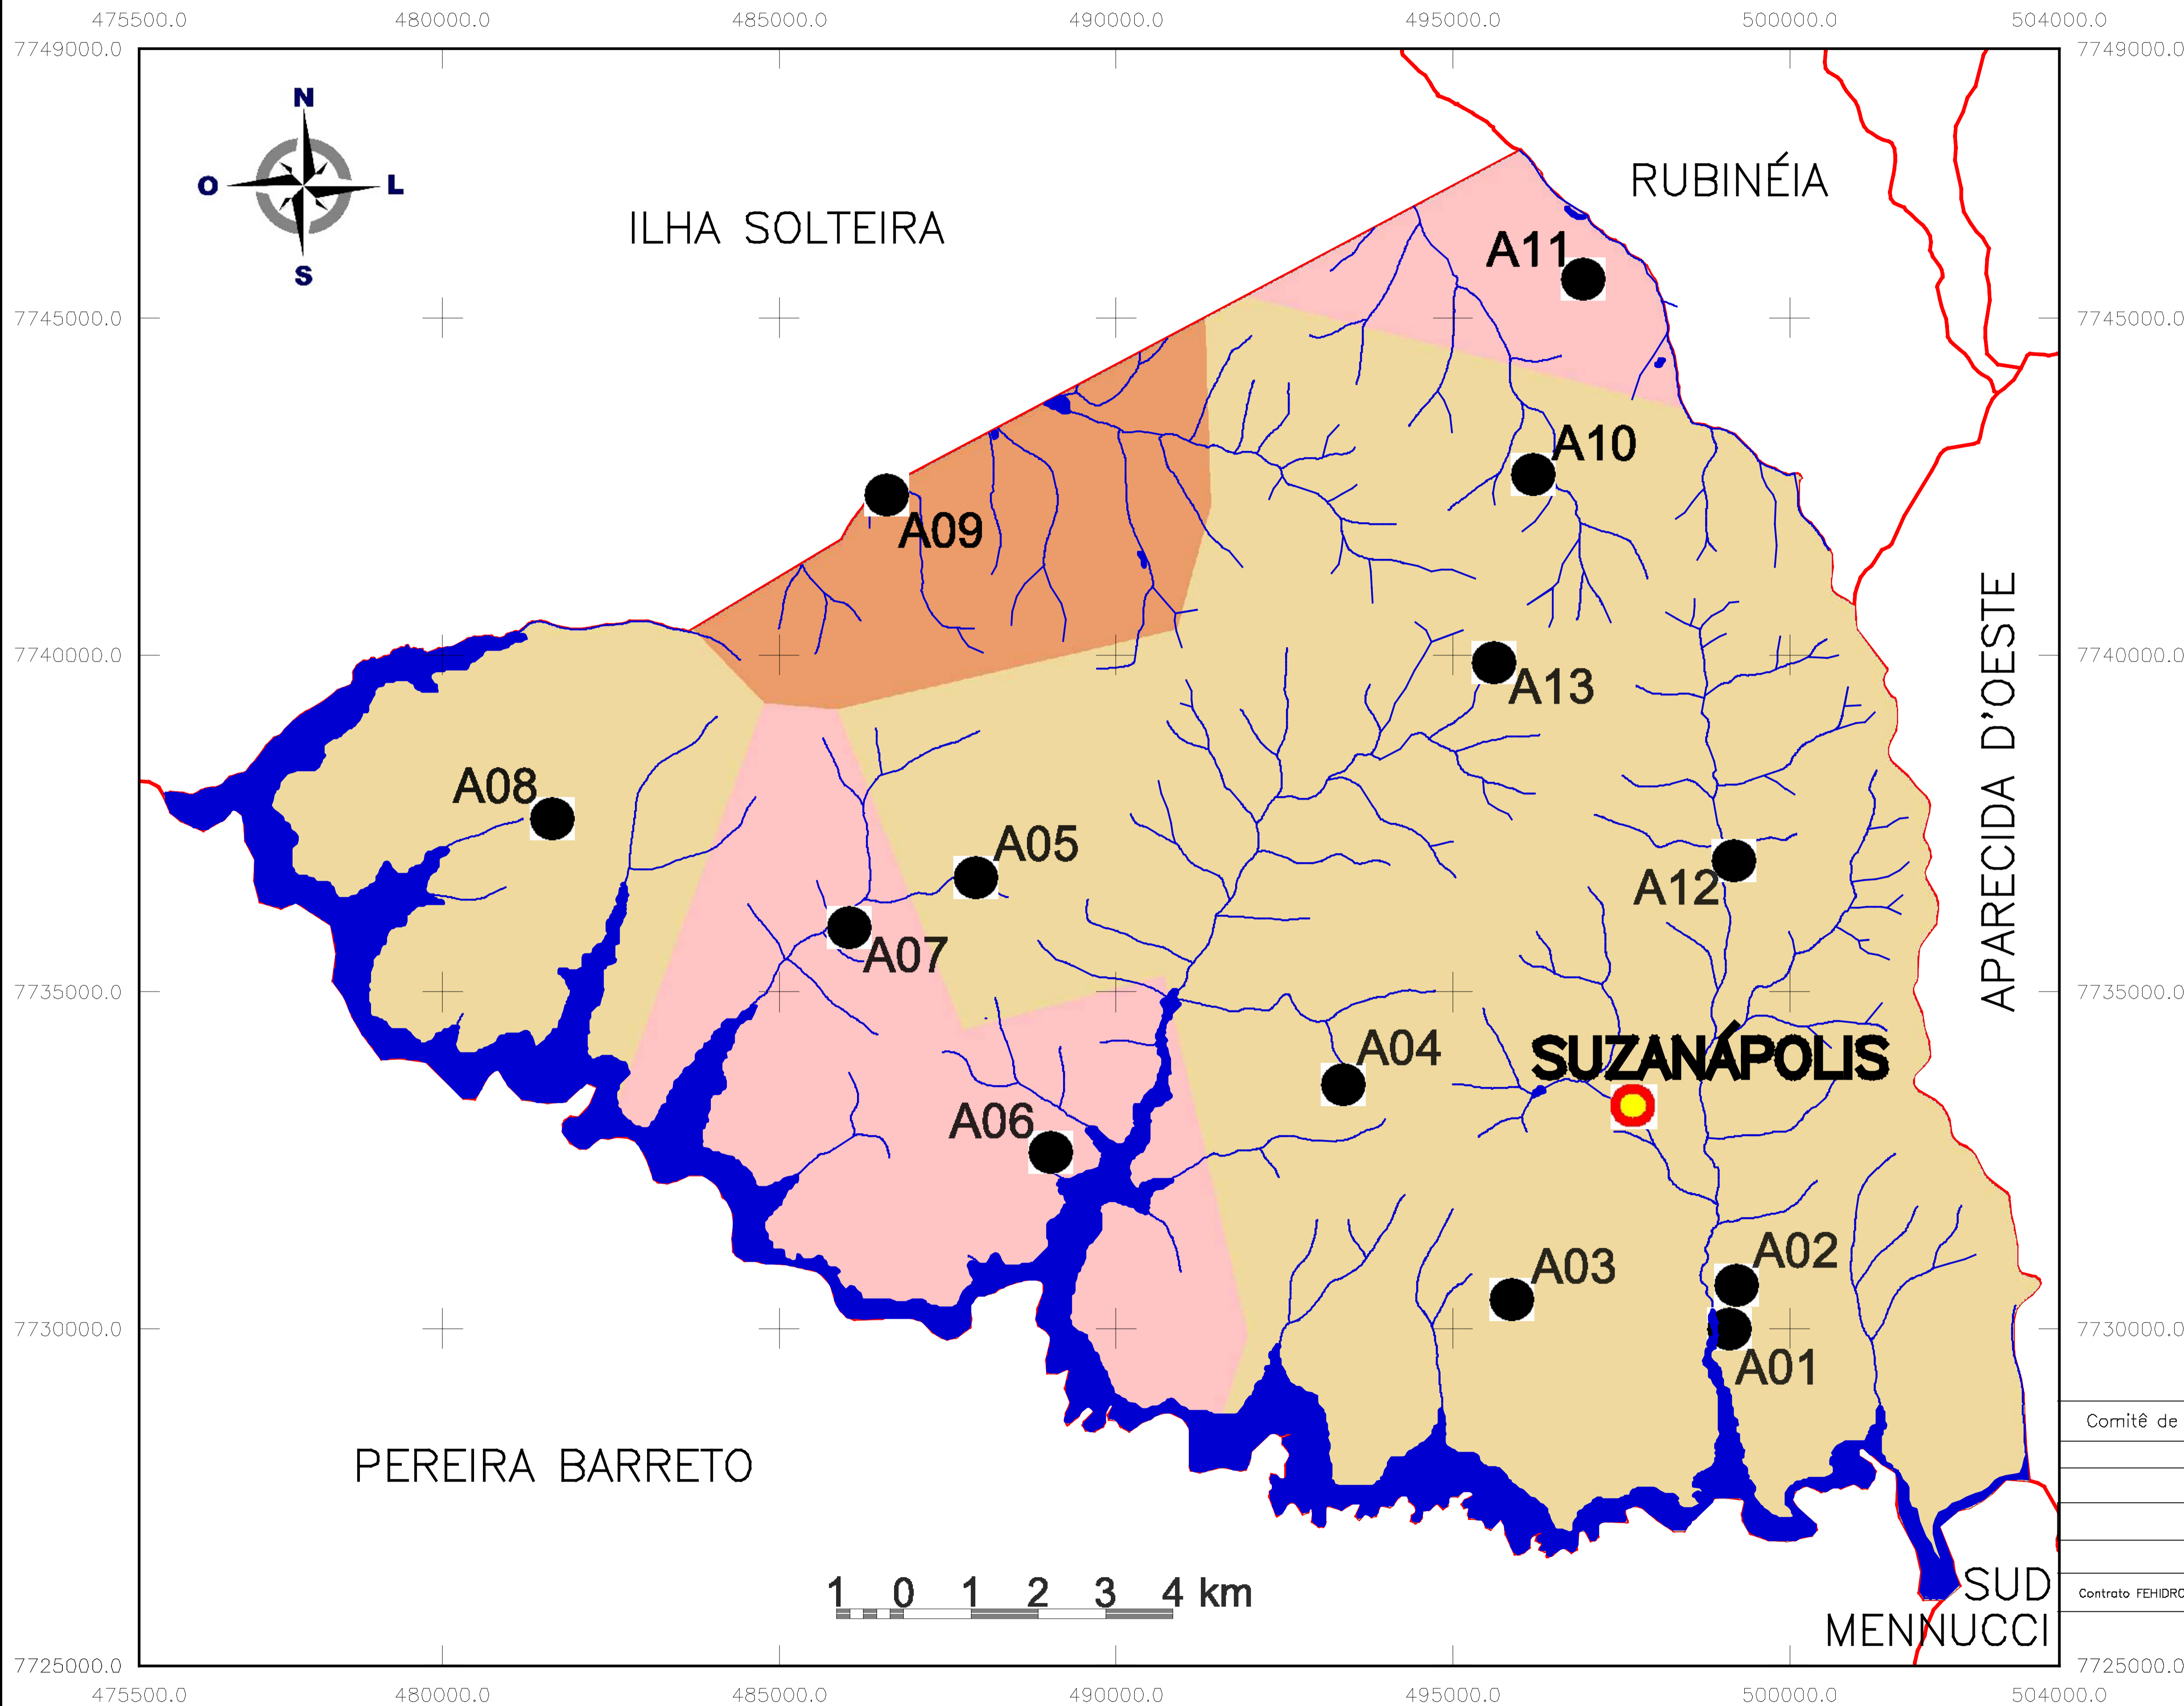 475500.0 480000.0 485000.0 490000.0 495000.0 500000.0 504000.0
7749000.0 7749000.0
N
O L
S
RUBINÉIA
ILHA SOLTEIRA
A11
7745000.0 7745000.0
A10
A09
APARECIDA D'OESTE
7740000.0 7740000.0
A13
A08
A05
A12
A07
7735000.0 7735000.0
A04
SUZANÁPOLIS
A06
A02
A03
7730000.0 7730000.0
A01
Comitê de
PEREIRA BARRETO
1 0 1 2 3 4 km
SUD
Contrato FEHIDRO
MENNUCCI
7725000.0 7725000.0
475500.0 480000.0 485000.0 490000.0 495000.0 500000.0 504000.0